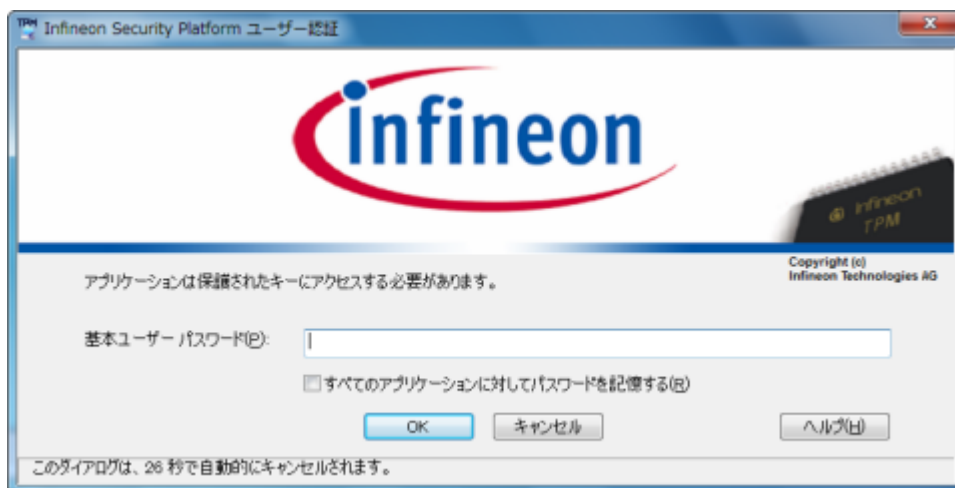 TPM Infineon Security Platform ユーザー認証
infineon
infineon
TPM
Copyright (c)
Infineon Technologies AG
アプリケーションは保護されたキーにアクセスする必要があります。
基本ユーザー パスワード(P):
すべてのアプリケーションに対してパスワードを記憶する(R)
OK キャンセル ヘルプ(H)
このダイアログは、26 秒で自動的にキャンセルされます。